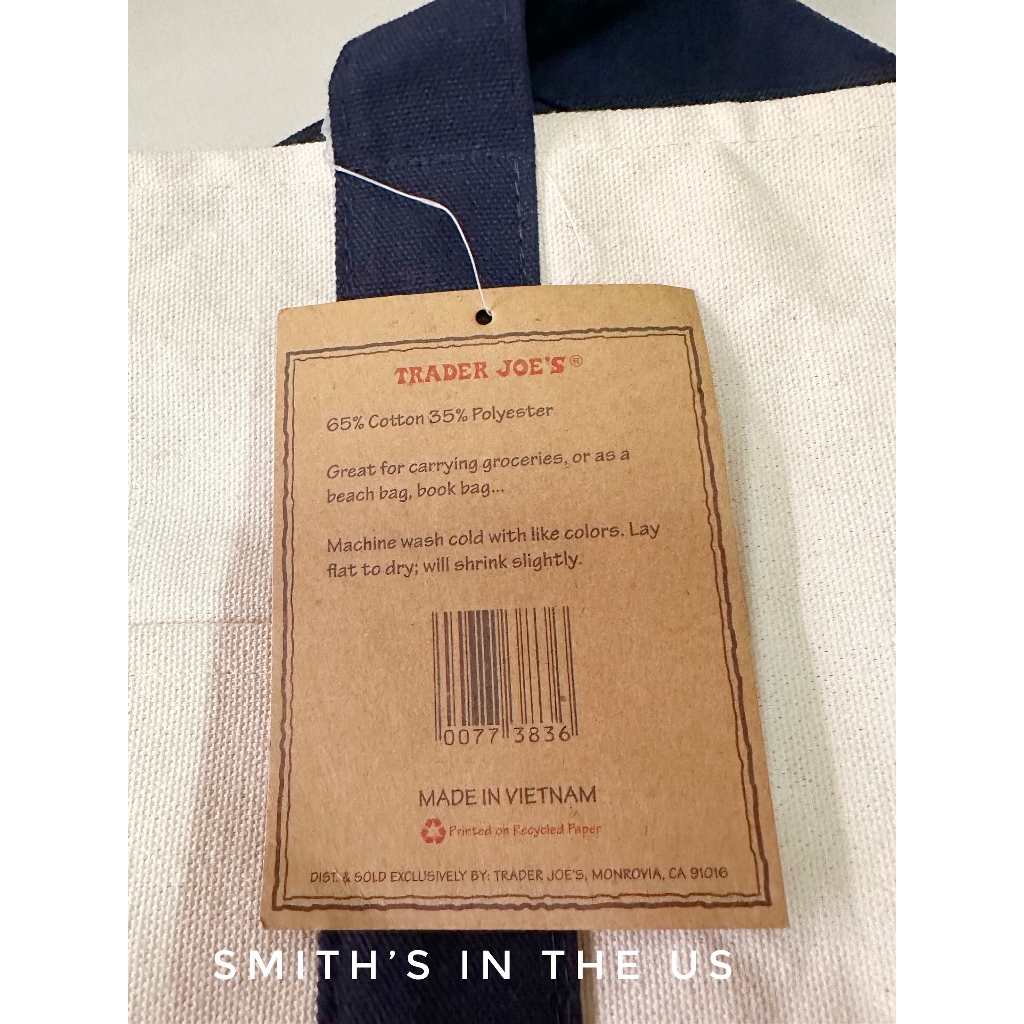 TRADER JOE'S®
65% Cotton 35% Polyester
Great for carrying groceries, or as a
beach bag, book bag...
Machine wash cold with like colors. Lay
flat to dry; will shrink slightly.
0077 3836
MADE IN VIETNAM
Printed on Recycled Paper
DIST. & SOLD EXCLUSIVELY BY: TRADER JOE'S, MONROVIA, CA 91016
SMITH'S IN THE US